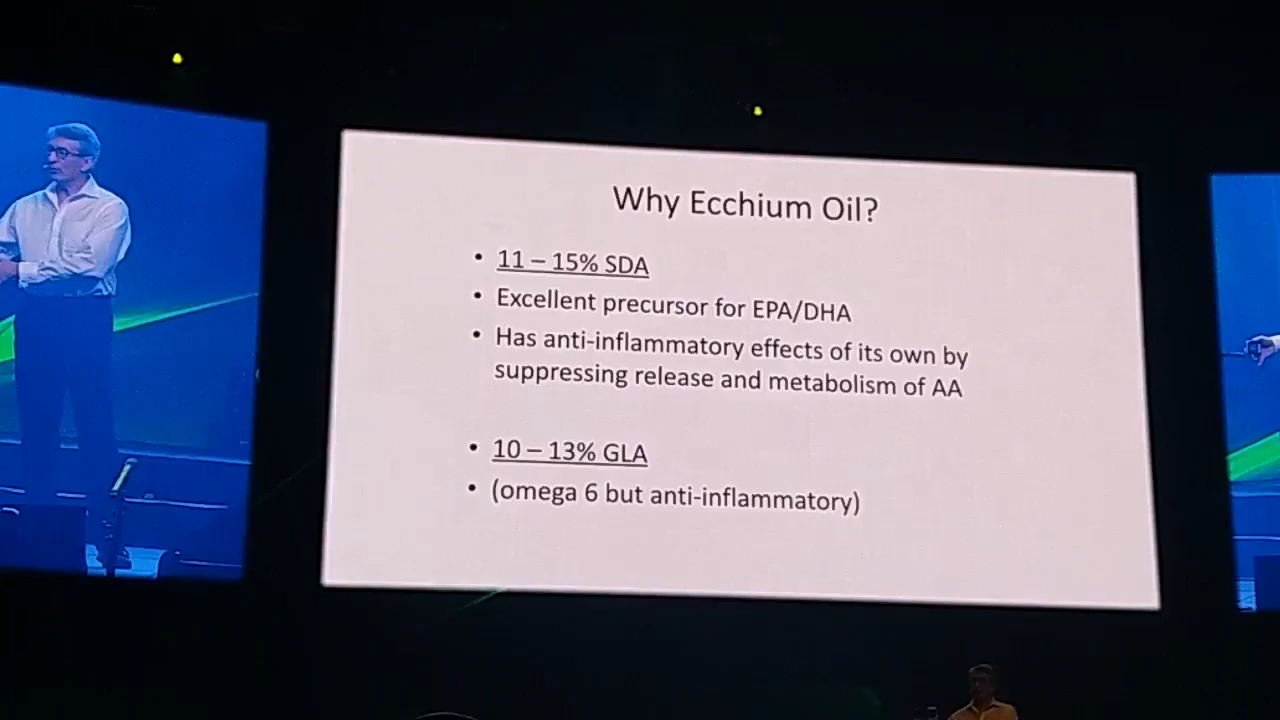 Why Ecchium Oil?
• 11 – 15% SDA
• Excellent precursor for EPA/DHA
• Has anti-inflammatory effects of its own by
suppressing release and metabolism of AA
• 10 – 13% GLA
• (omega 6 but anti-inflammatory)